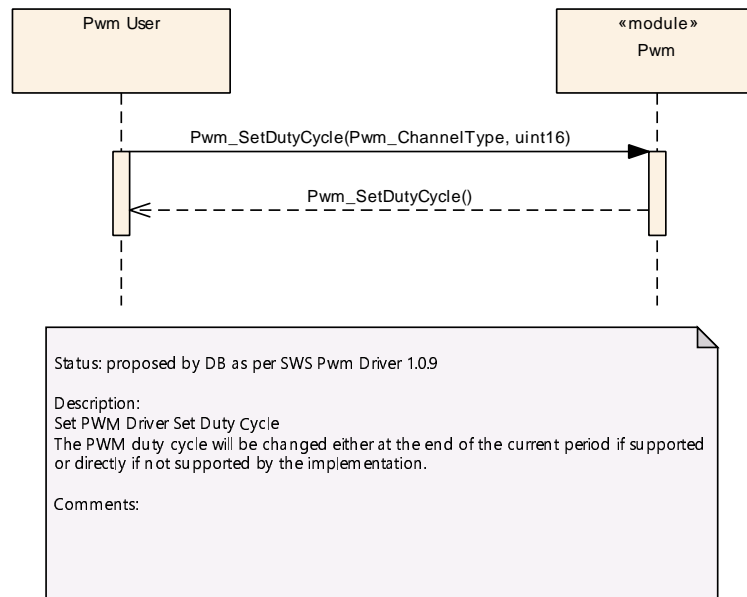 Pwm User
«module»
Pwm
Pwm_SetDutyCycle(Pwm_ChannelType, uint16)
Pwm_SetDutyCycle()
Status: proposed by DB as per SWS Pwm Driver 1.0.9
Description:
Set PWM Driver Set Duty Cycle
The PWM duty cycle will be changed either at the end of the current period if supported
or directly if not supported by the implementation.
Comments: